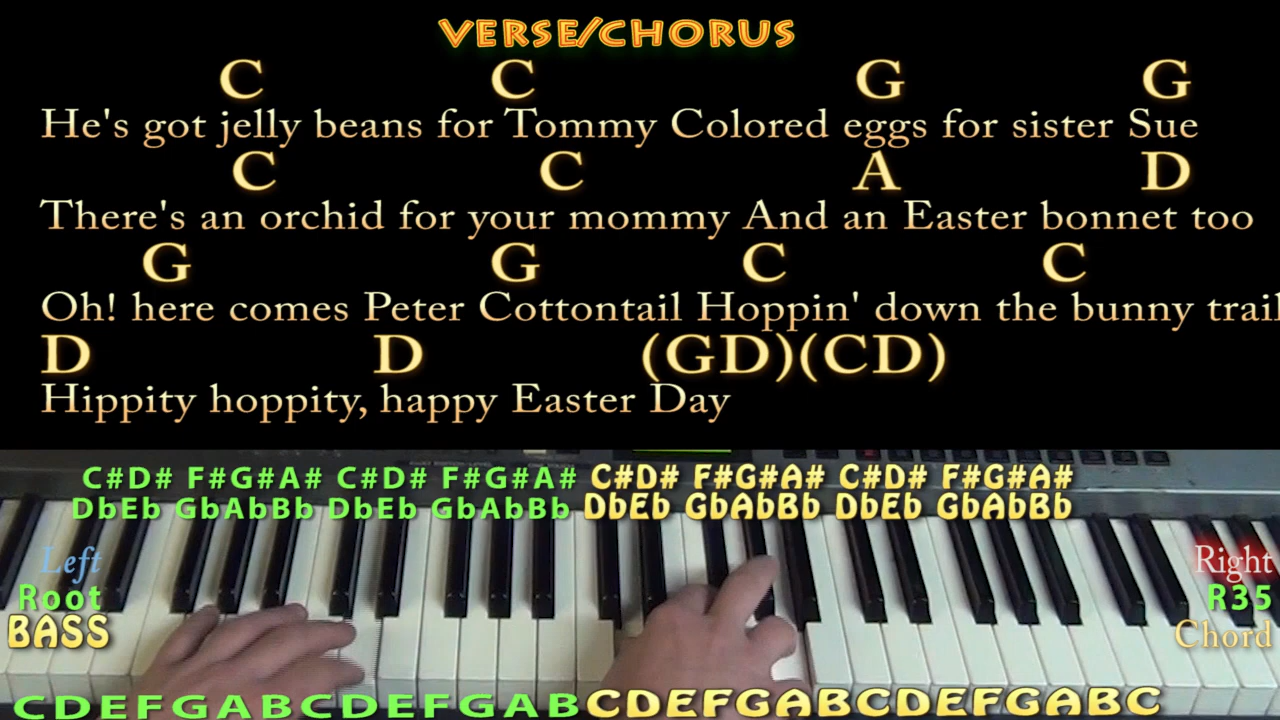 VERSE/CHORUS
C C G G
He's got jelly beans for Tommy Colored eggs for sister Sue
C C A D
There's an orchid for your mommy And an Easter bonnet too
G G C C
Oh! here comes Peter Cottontail Hoppin' down the bunny trail
D D (GD)(CD)
Hippity hoppity, happy Easter Day
C#D# F#G#A# C#D# F#G#A# C#D# F#G#A# C#D# F#G#A#
DbEb GbAbBb DbEb GbAbBb DbEb GbAbBb DbEb GbAbBb
Left
Root
BASS
Right
R35
Chord
CDEFGABCDEFGABCDEFGABCDEFGABC